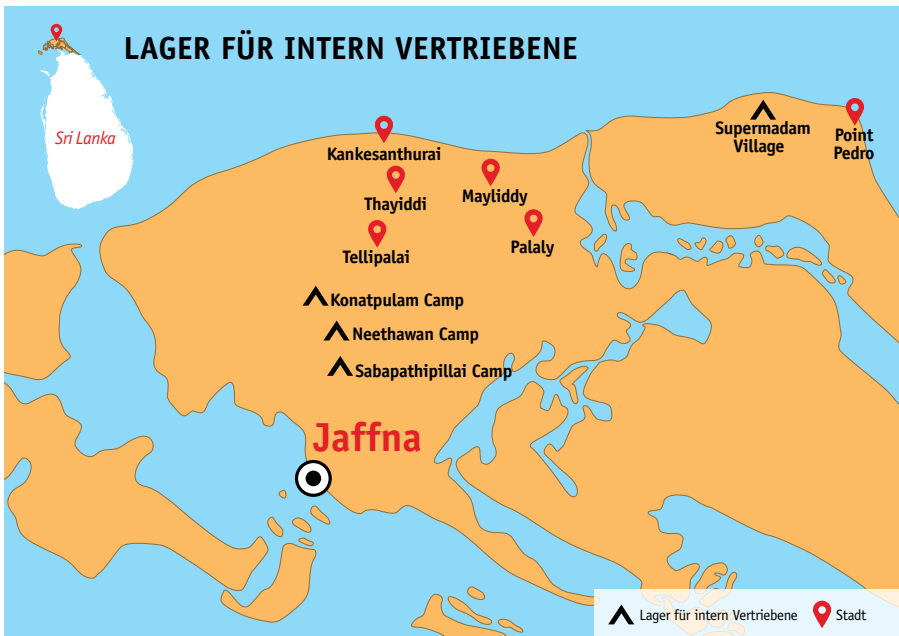 LAGER FÜR INTERN VERTRIEBENE
Sri Lanka
Kankesanthurai
Thayiddi
Mayliddy
Tellipalai
Palaly
Supermadam
Village
Point
Pedro
Konatpulam Camp
Neethawan Camp
Sabapathipillai Camp
Jaffna
Lager für intern Vertriebene
Stadt